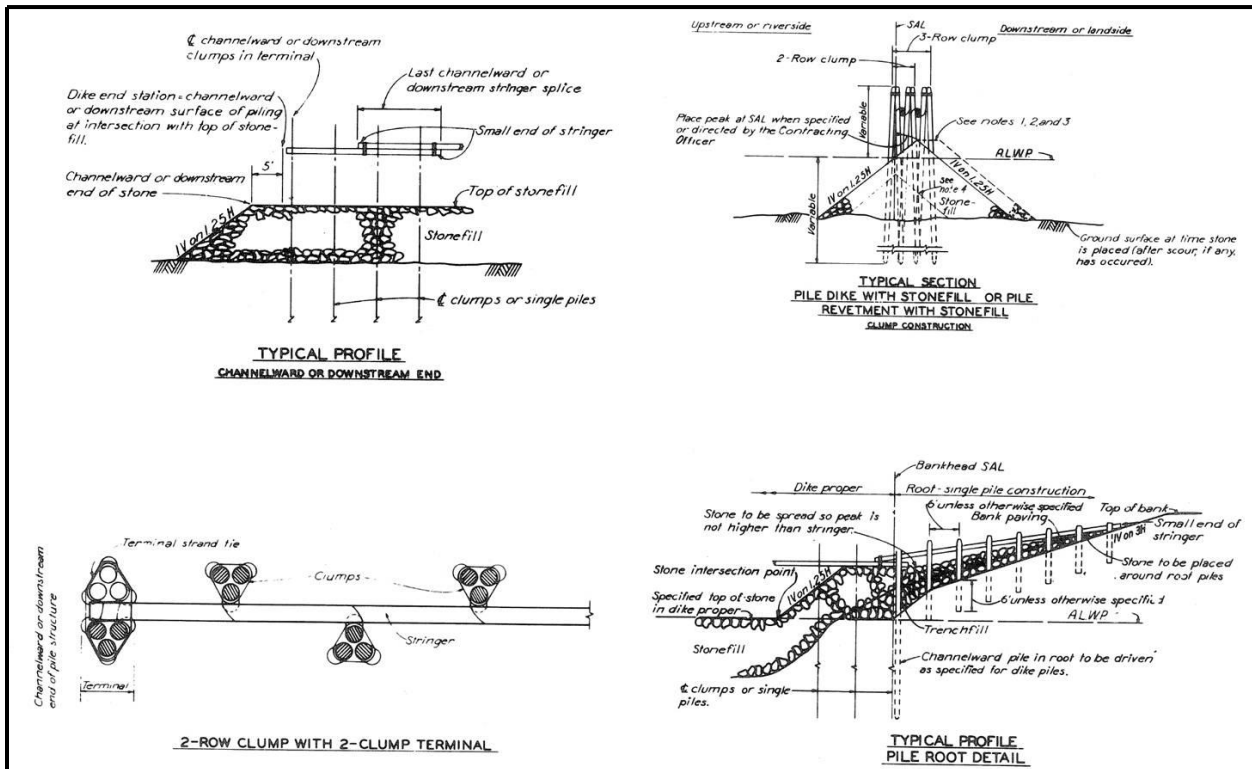 ℄ channelward or downstream
clumps in terminal
Dike end station = channelward
or downstream surface of piling
at intersection with top of stone-
fill.
Last channelward or
downstream stringer splice
Small end of stringer
5'
Channelward or downstream
end of stone
Top of stonefill
1V on 1.25H
Stonefill
℄ clumps or single piles
TYPICAL PROFILE
CHANNELWARD OR DOWNSTREAM END
Upstream or riverside
SAL
Downstream or landside
3-Row clump
2-Row clump
Variable
Place peak at SAL when specified
or directed by the Contracting
Officer
See notes 1, 2, and 3
ALWP
1V on 1.25H
1V on 1.25H
See
note 4
Stone-
fill
Variable
Ground surface at time stone
is placed (after scour, if any,
has occured).
TYPICAL SECTION
PILE DIKE WITH STONEFILL OR PILE
REVETMENT WITH STONEFILL
CLUMP CONSTRUCTION
Channelward or downstream
end of pile structure
Terminal strand tie
Clumps
Stringer
Terminal
2-ROW CLUMP WITH 2-CLUMP TERMINAL
Bankhead SAL
Dike proper
Root-single pile construction
6' unless otherwise specified
Top of bank
Stone to be spread so peak is
not higher than stringer.
Bank paving
Small end of
stringer
1V on 3H
Stone intersection point
1V on 1.25H
Stone to be placed
around root piles
Specified top of stone
in dike proper
6' unless otherwise specified
ALWP
Trenchfill
Stonefill
Channelward pile in root to be driven
as specified for dike piles.
℄ clumps or single
piles.
TYPICAL PROFILE
PILE ROOT DETAIL